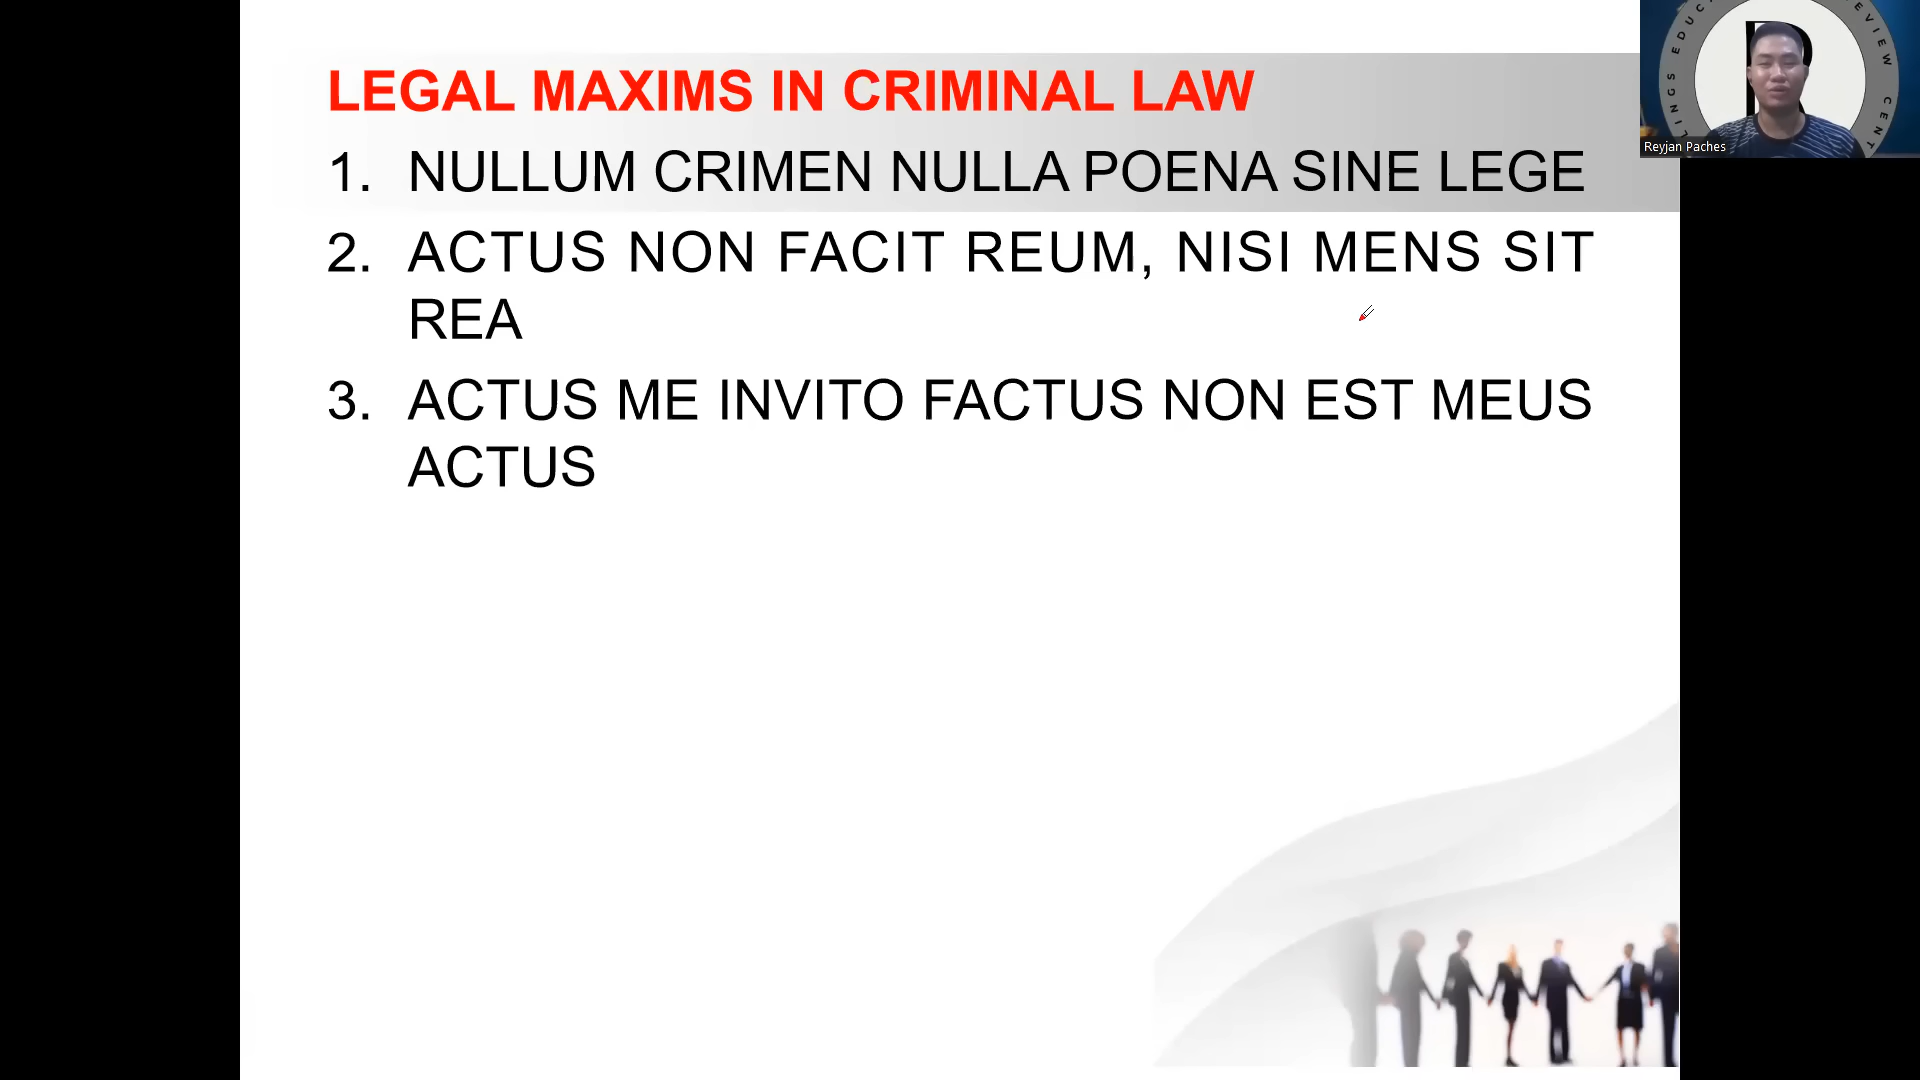 LEGAL MAXIMS IN CRIMINAL LAW
1. NULLUM CRIMEN NULLA POENA SINE LEGE
2. ACTUS NON FACIT REUM, NISI MENS SIT
REA
3. ACTUS ME INVITO FACTUS NON EST MEUS
ACTUS
Reyjan Paches